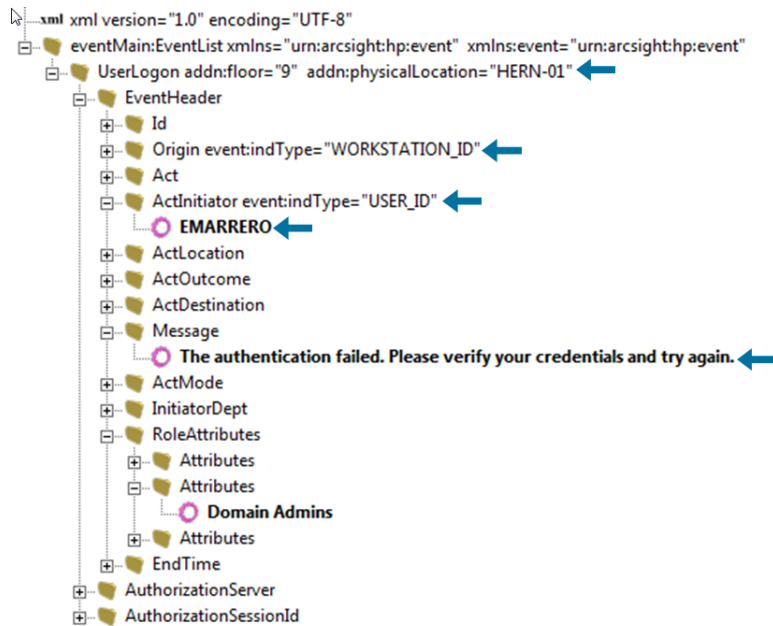 xml xml version="1.0" encoding="UTF-8"
eventMain:EventList xmlns="urn:arcsight:hp:event" xmlns:event="urn:arcsight:hp:event"
UserLogon addn:floor="9" addn:physicalLocation="HERN-01"
EventHeader
Id
Origin event:indType="WORKSTATION_ID"
Act
ActInitiator event:indType="USER_ID"
EMARRERO
ActLocation
ActOutcome
ActDestination
Message
The authentication failed. Please verify your credentials and try again.
ActMode
InitiatorDept
RoleAttributes
Attributes
Attributes
Domain Admins
Attributes
EndTime
AuthorizationServer
AuthorizationSessionId